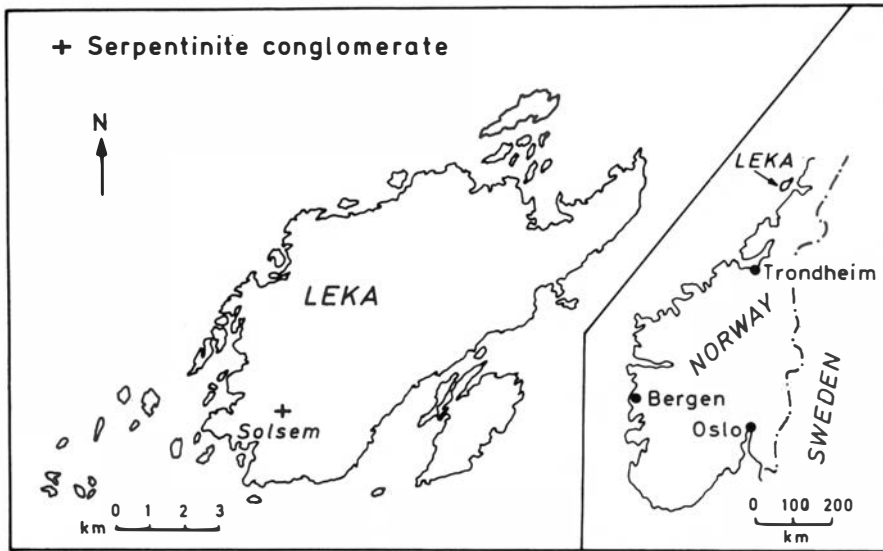 + Serpentinite conglomerate
N
LEKA
Solsem
0 1 2 3
km
LEKA
Trondheim
NORWAY
SWEDEN
Bergen
Oslo
0 100 200
km